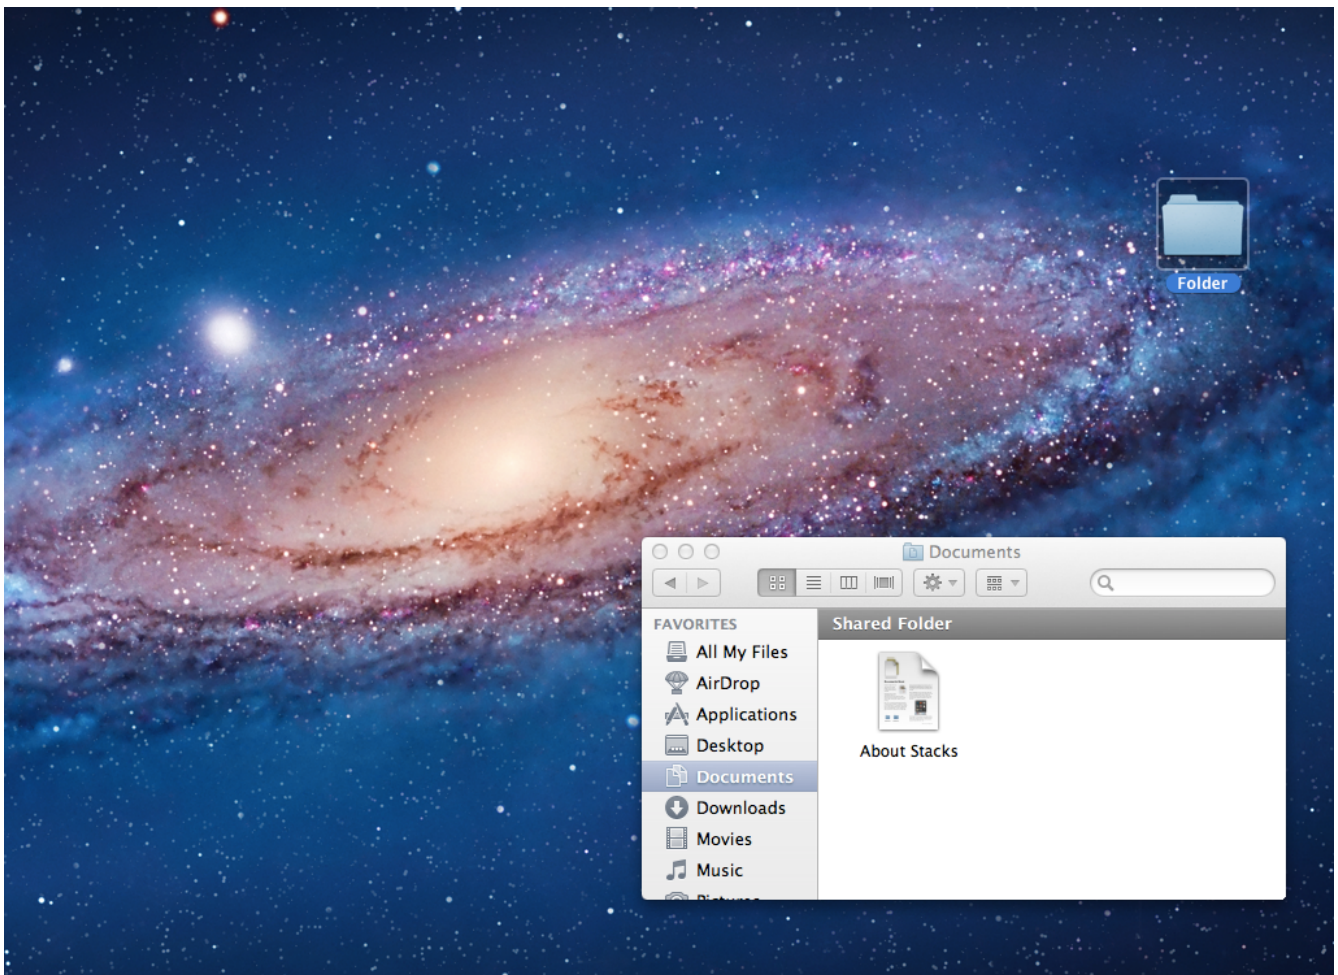 Folder
Documents
FAVORITES
All My Files
AirDrop
Applications
Desktop
Documents
Downloads
Movies
Music
Shared Folder
About Stacks